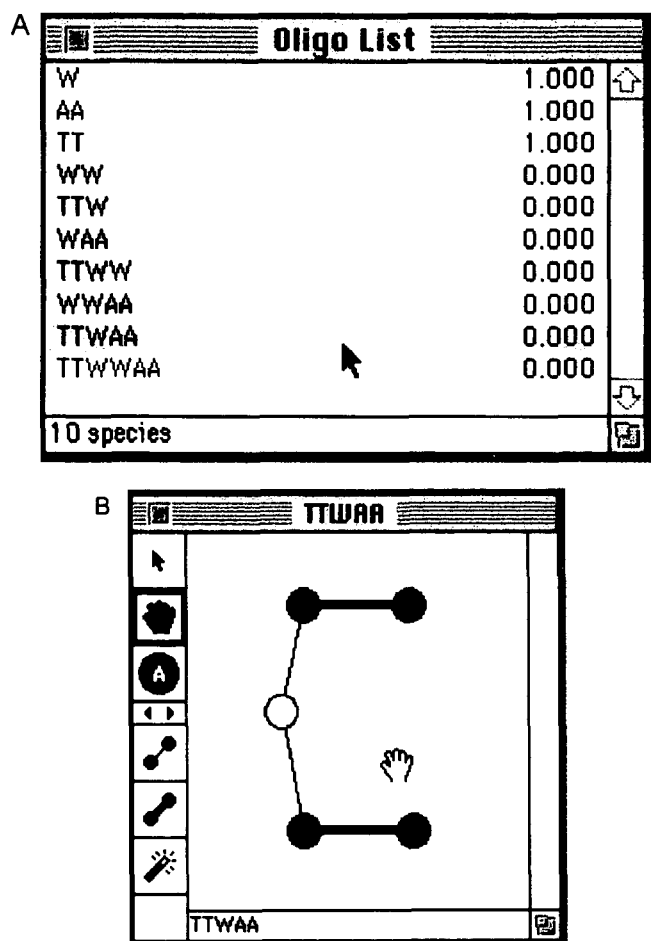 A
Oligo List
W 1.000
AA 1.000
TT 1.000
WW 0.000
TTW 0.000
WAA 0.000
TTWW 0.000
WWAA 0.000
TTWAA 0.000
TTWWAA 0.000
10 species
B
TTWAA
A
TTWAA